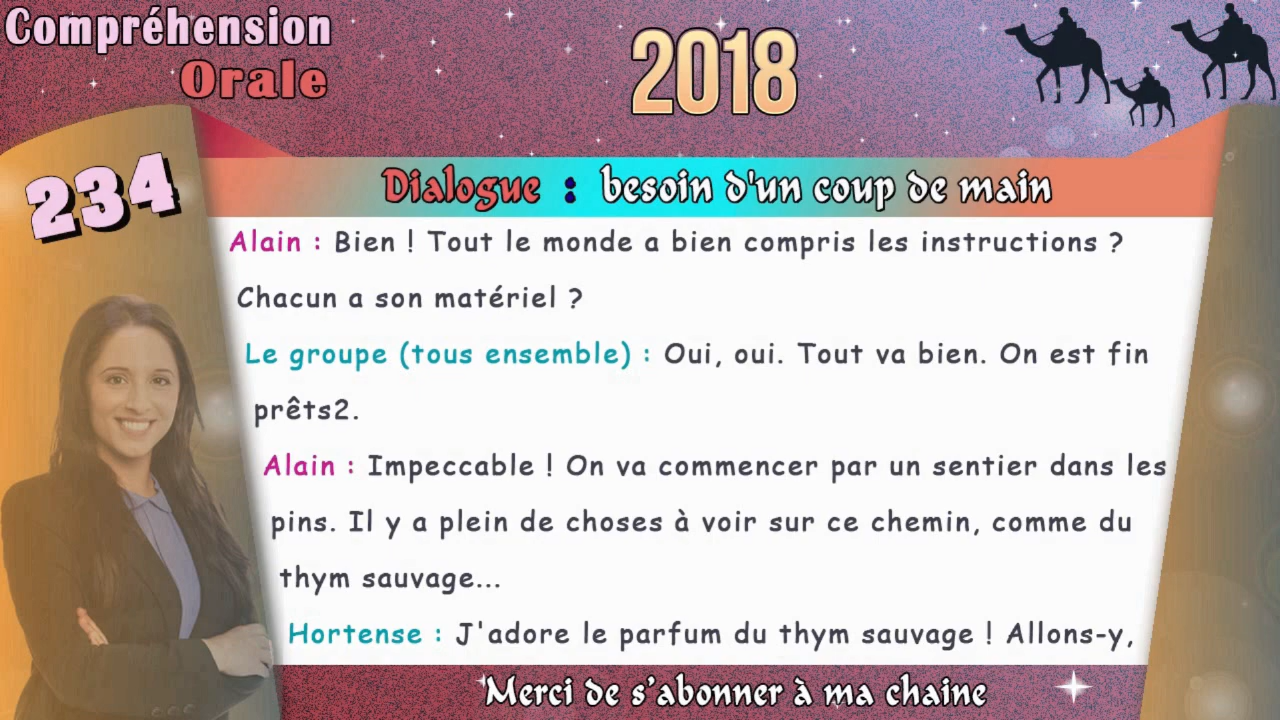 Compréhension
Orale
2018
234
Dialogue : besoin d'un coup de main
Alain : Bien ! Tout le monde a bien compris les instructions ?
Chacun a son matériel ?
Le groupe (tous ensemble) : Oui, oui. Tout va bien. On est fin
prêts2.
Alain : Impeccable ! On va commencer par un sentier dans les
pins. Il y a plein de choses à voir sur ce chemin, comme du
thym sauvage...
Hortense : J'adore le parfum du thym sauvage ! Allons-y,
Merci de s'abonner à ma chaine